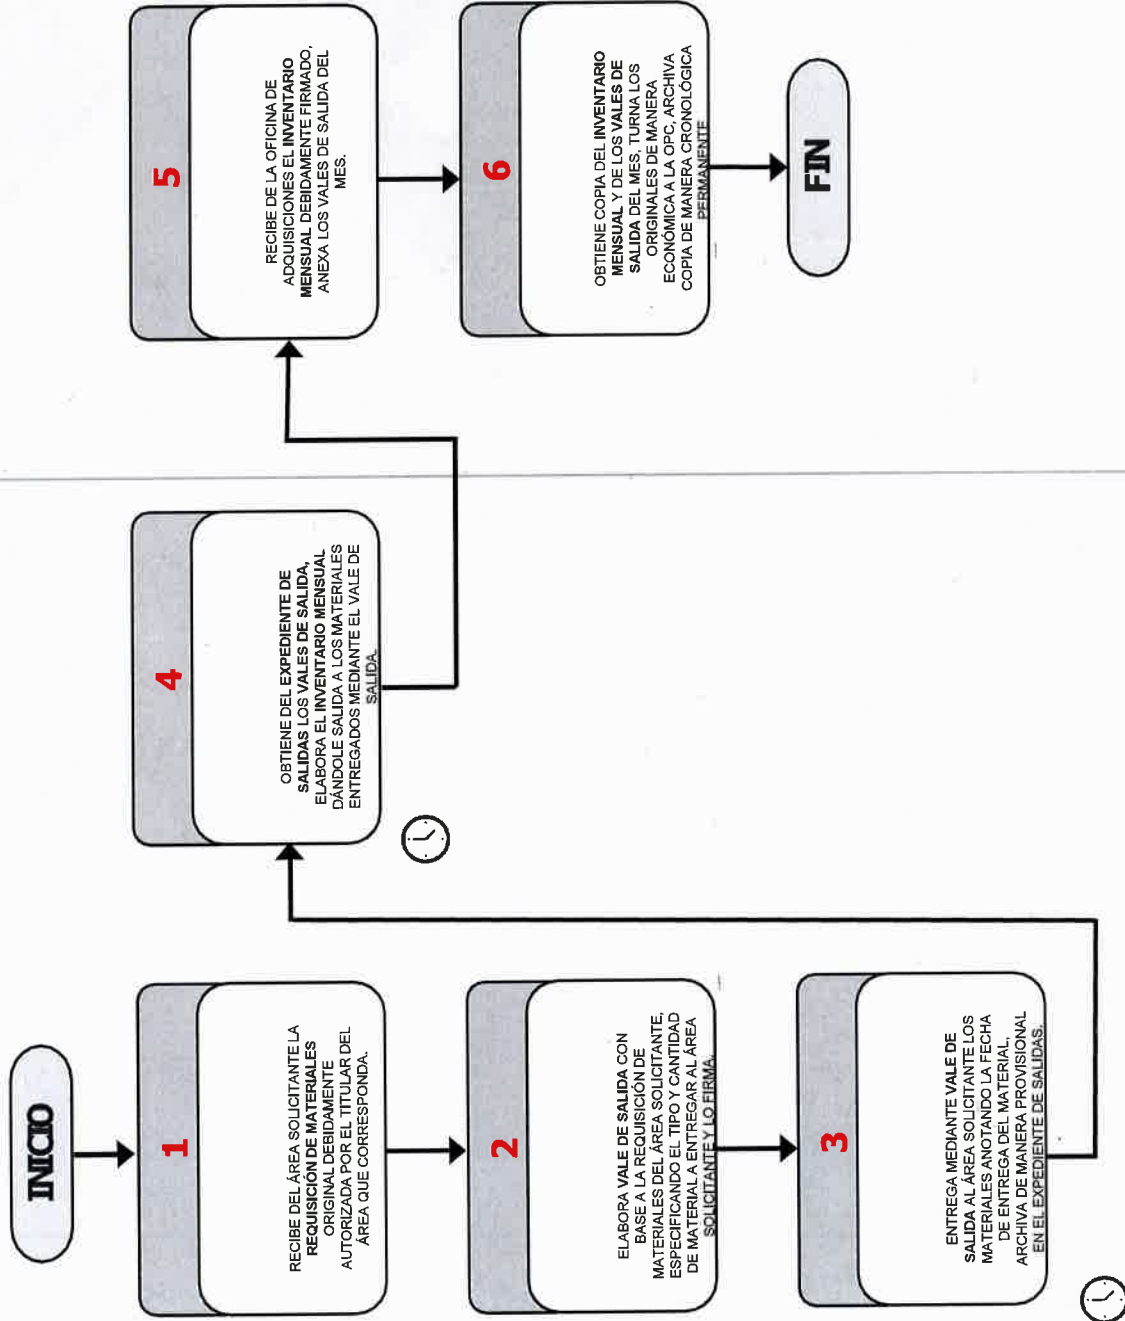 INICIO
1
RECIBE DEL ÁREA SOLICITANTE LA
REQUISICIÓN DE MATERIALES
ORIGINAL DEBIDAMENTE
AUTORIZADA POR EL TITULAR DEL
ÁREA QUE CORRESPONDA.
2
ELABORA VALE DE SALIDA CON
BASE A LA REQUISICIÓN DE
MATERIALES DEL ÁREA SOLICITANTE,
ESPECIFICANDO EL TIPO Y CANTIDAD
DE MATERIAL A ENTREGAR AL ÁREA
SOLICITANTE Y LO FIRMA.
3
ENTREGA MEDIANTE VALE DE
SALIDA AL ÁREA SOLICITANTE LOS
MATERIALES ANOTANDO LA FECHA
DE ENTREGA DEL MATERIAL,
ARCHIVA DE MANERA PROVISIONAL
EN EL EXPEDIENTE DE SALIDAS.
4
OBTIENE DEL EXPEDIENTE DE
SALIDAS LOS VALES DE SALIDA,
ELABORA EL INVENTARIO MENSUAL
DÁNDOLE SALIDA A LOS MATERIALES
ENTREGADOS MEDIANTE EL VALE DE
SALIDA.
5
RECIBE DE LA OFICINA DE
ADQUISICIONES EL INVENTARIO
MENSUAL DEBIDAMENTE FIRMADO,
ANEXA LOS VALES DE SALIDA DEL
MES.
6
OBTIENE COPIA DEL INVENTARIO
MENSUAL Y DE LOS VALES DE
SALIDA DEL MES, TURNA LOS
ORIGINALES DE MANERA
ECONÓMICA A LA OPC, ARCHIVA
COPIA DE MANERA CRONOLÓGICA
PERMANENTE
FIN